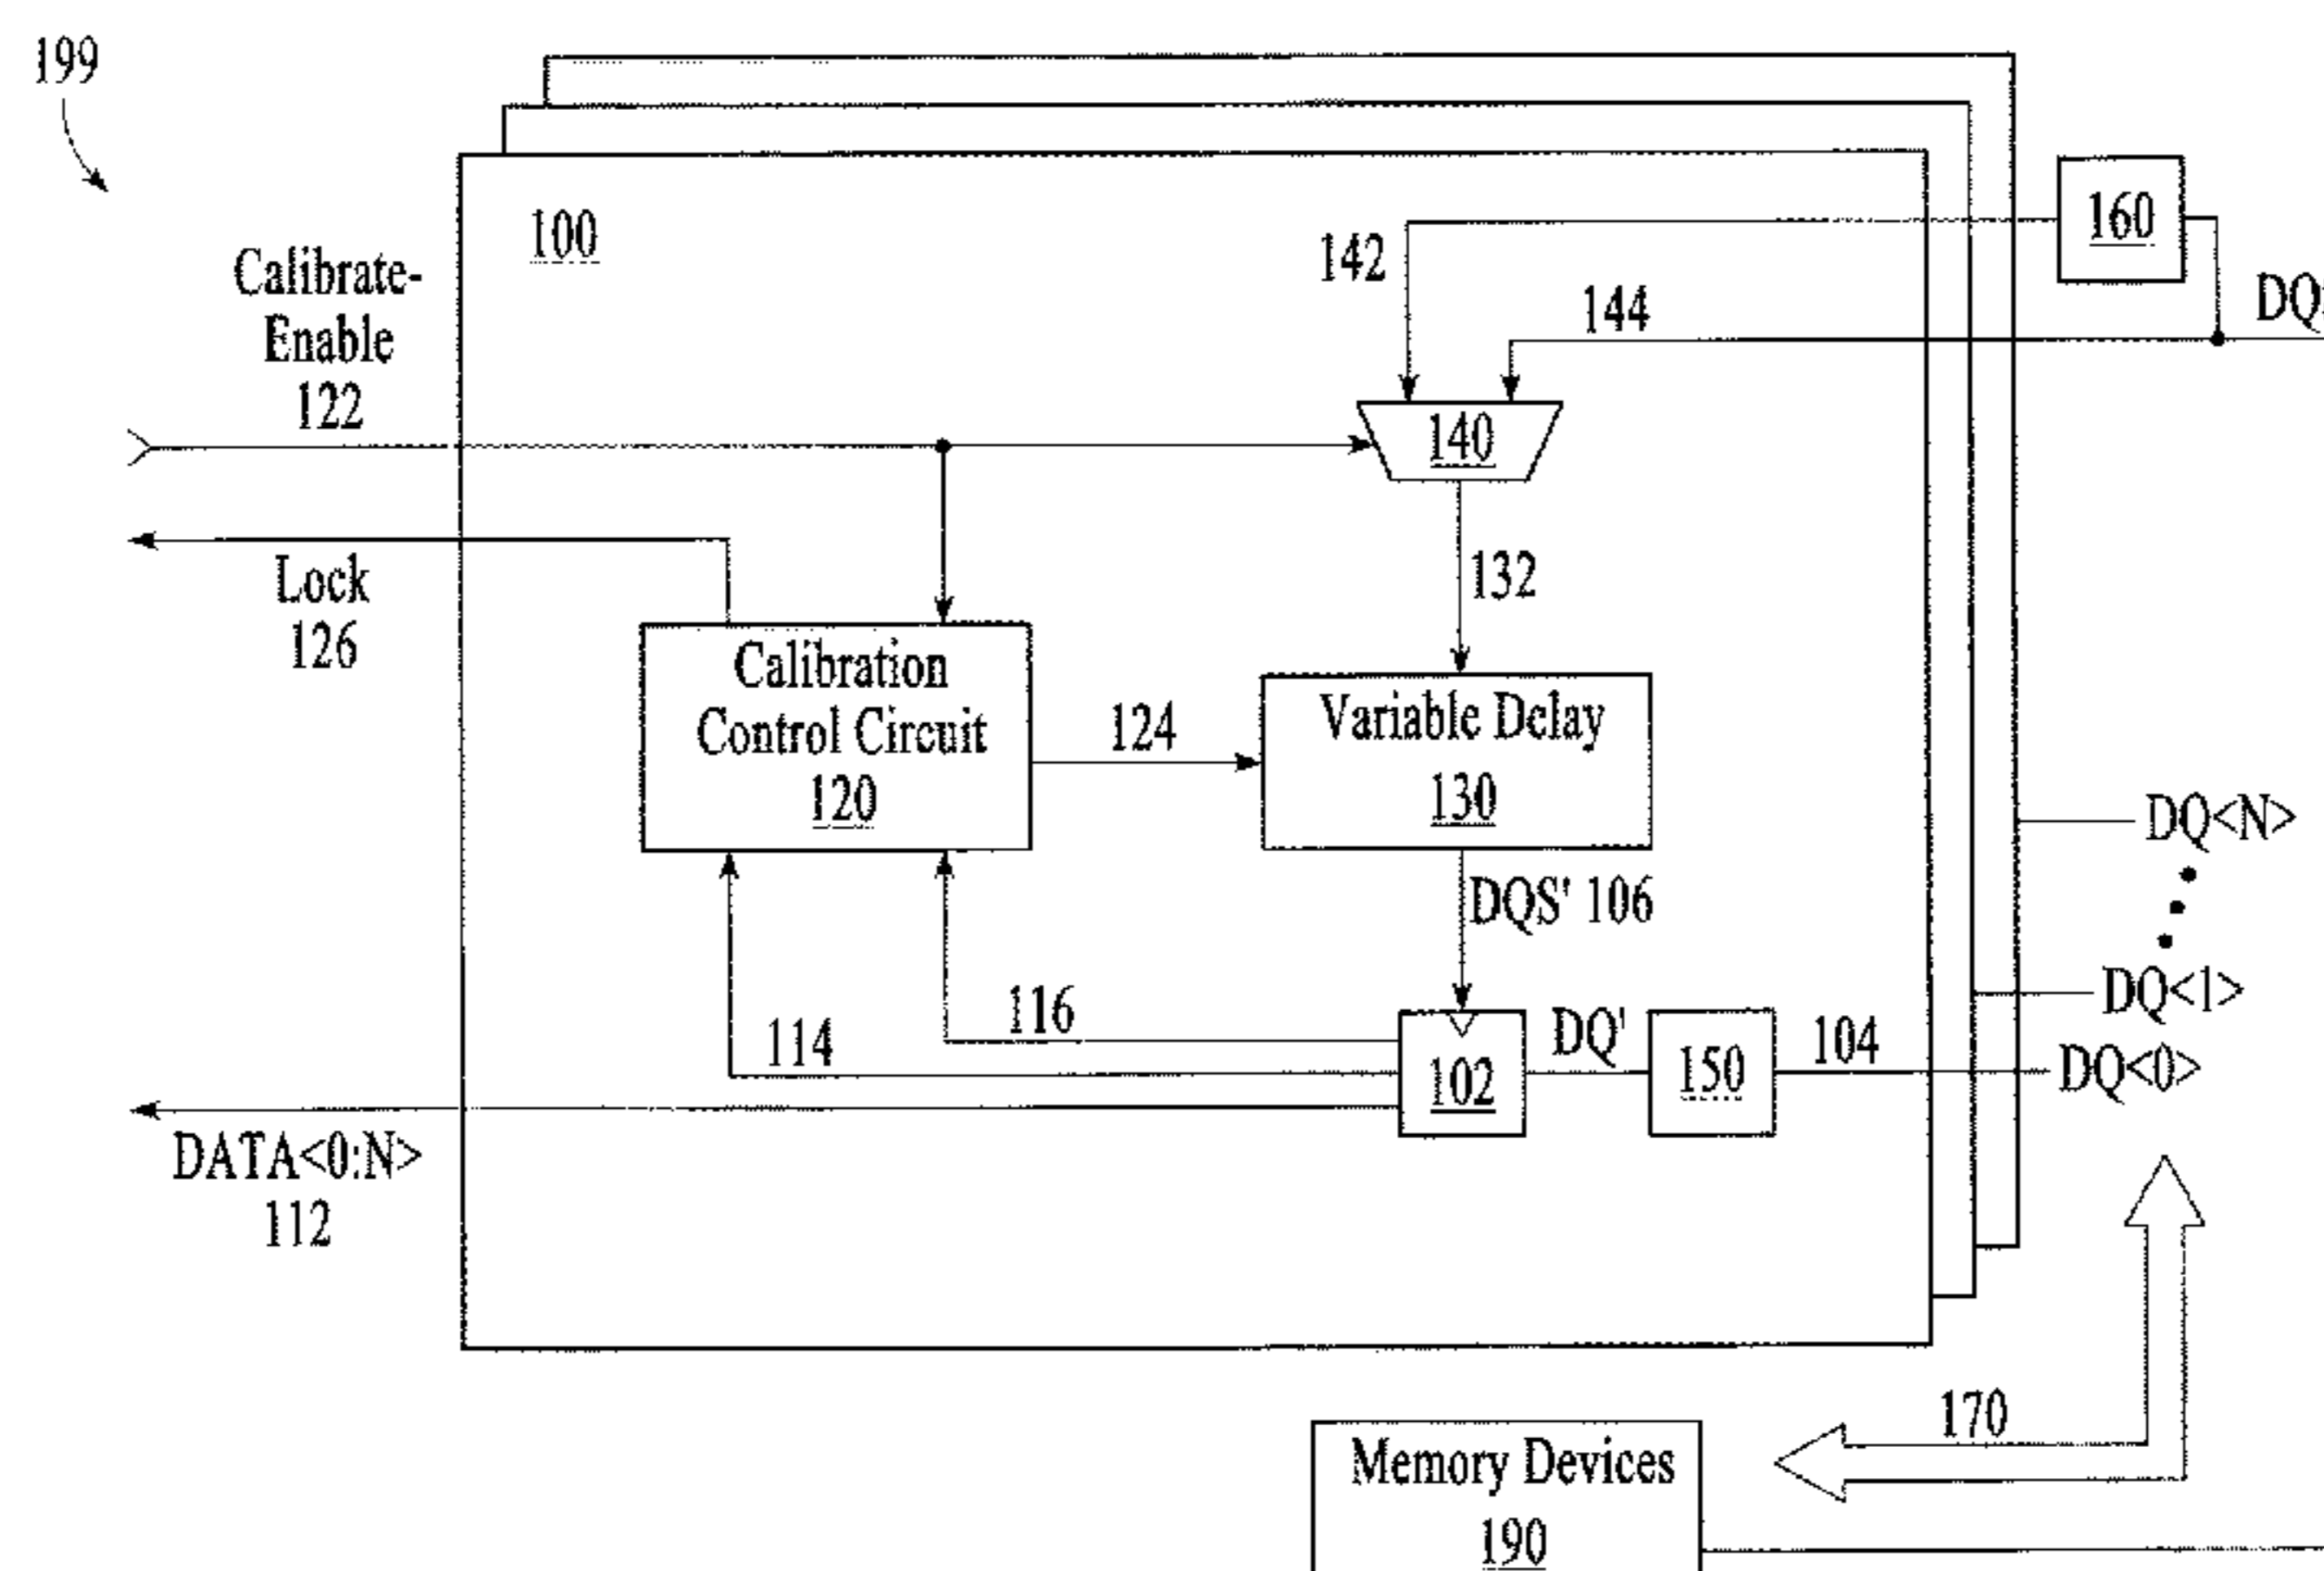 199
100
160
142
Calibrate-
Enable
122
144
140
Lock
126
132
Calibration
Control Circuit
120
124
Variable Delay
130
DQS' 106
DQ<N>
DQ<1>
DQ<0>
116
114
102
DQ'
150
104
DATA<0:N>
112
170
Memory Devices
190